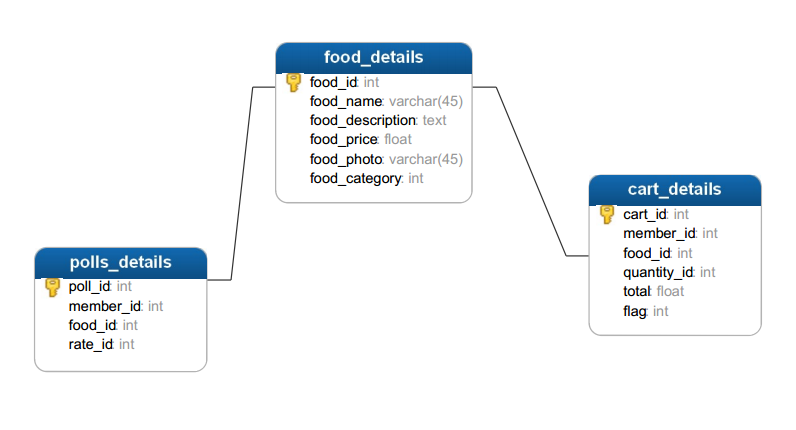 food_details
food_id: int
food_name: varchar(45)
food_description: text
food_price: float
food_photo: varchar(45)
food_category: int
cart_details
cart_id: int
member_id: int
food_id: int
quantity_id: int
total: float
flag: int
polls_details
poll_id: int
member_id: int
food_id: int
rate_id: int